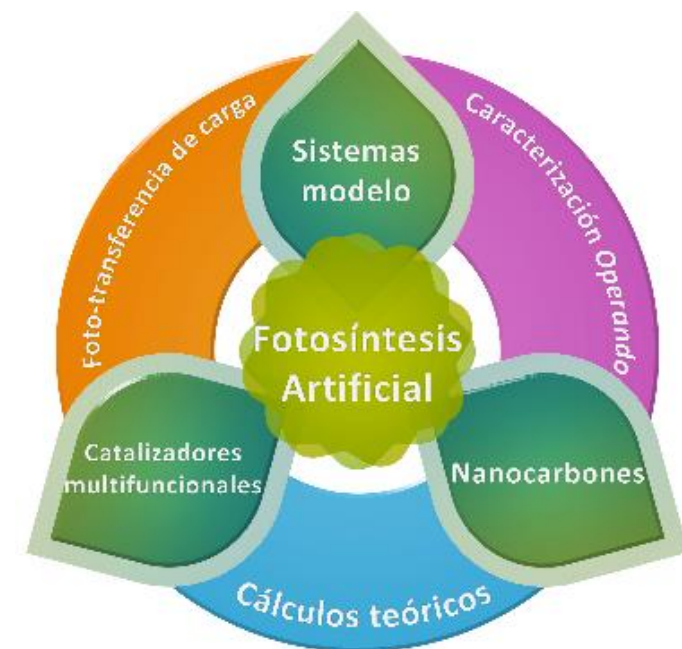 Sistemas
modelo
Foto-transferencia de carga
Caracterización Operando
Fotosíntesis
Artificial
Catalizadores
multifuncionales
Nanocarbones
Cálculos teóricos